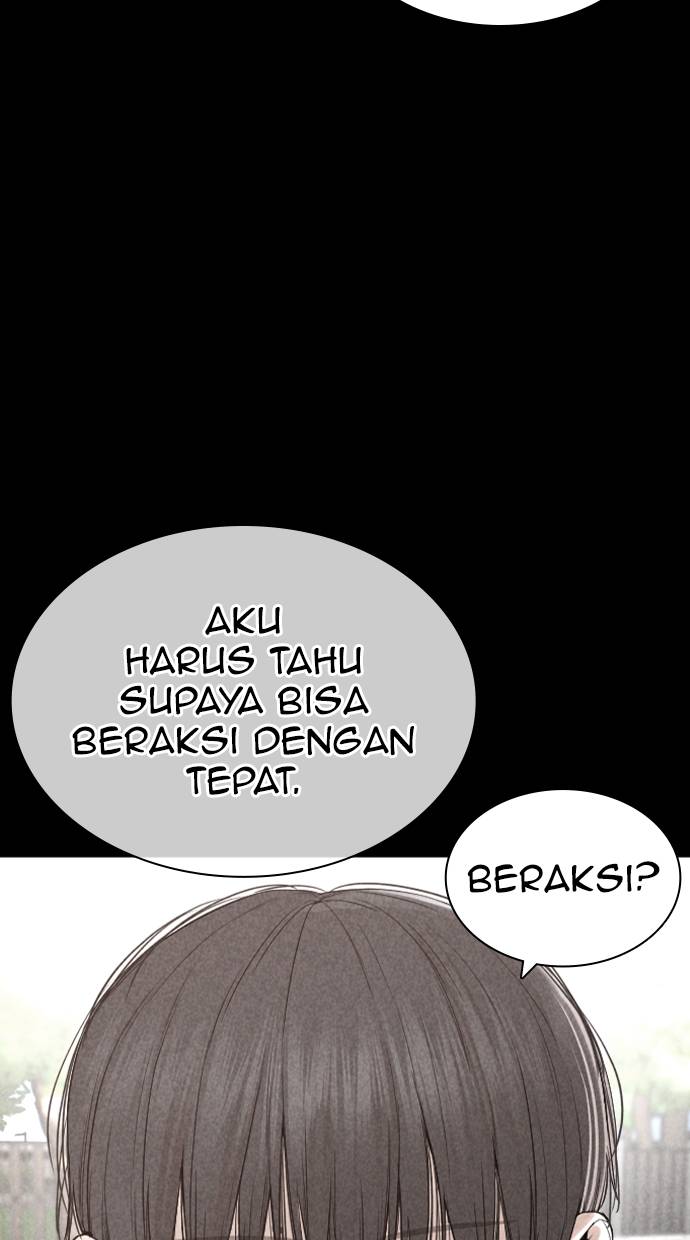 AKU
HARUS TAHU
SUPAYA BISA
BERAKSI DENGAN
TEPAT.
BERAKSI?